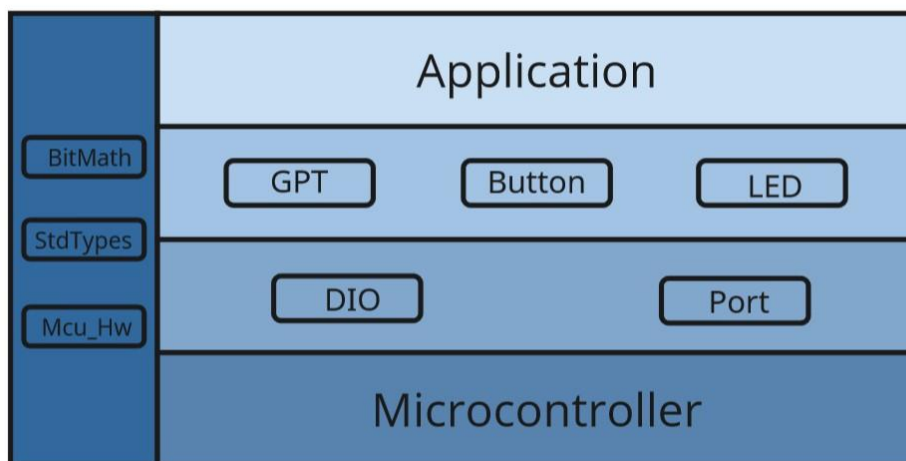 Application
BitMath
GPT
Button
LED
StdTypes
DIO
Port
Mcu_Hw
Microcontroller